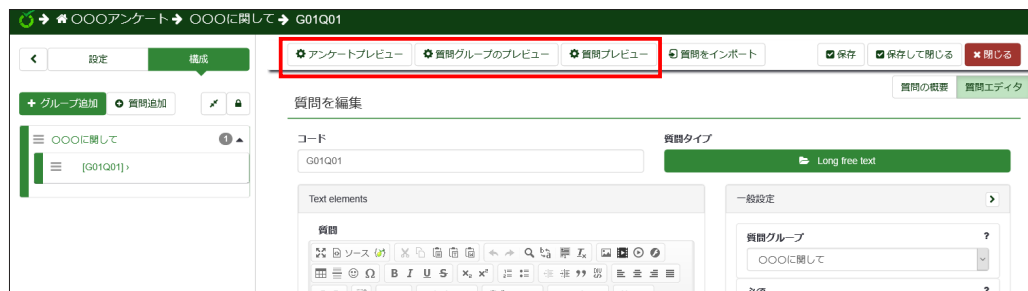 〇〇〇アンケート 〇〇〇に関して G01Q01
設定 構成
アンケートプレビュー 質問グループのプレビュー 質問プレビュー 質問をインポート 保存 保存して閉じる 閉じる
質問の概要 質問エディタ
+ グループ追加 質問追加
質問を編集
〇〇〇に関して 1
[G01Q01] ›
コード 質問タイプ
G01Q01 Long free text
Text elements 一般設定
質問 質問グループ ?
ソース
〇〇〇に関して
B I U S x₂ x²